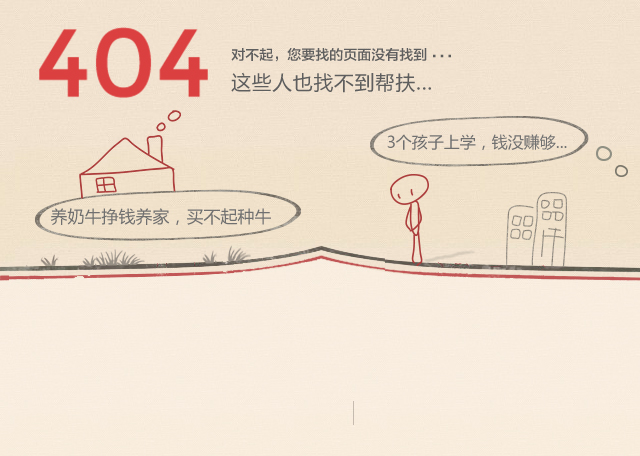 404
对不起，您要找的页面没有找到 · · ·
这些人也找不到帮扶...
3个孩子上学，钱没赚够...
养奶牛挣钱养家，买不起种牛